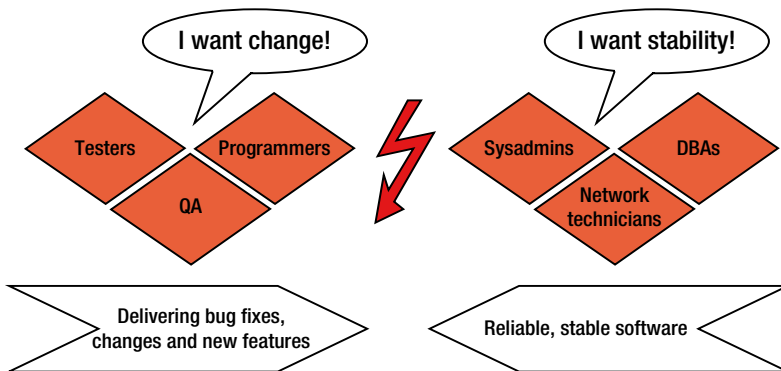 I want change!
I want stability!
Testers
Programmers
QA
Sysadmins
DBAs
Network
technicians
Delivering bug fixes,
changes and new features
Reliable, stable software